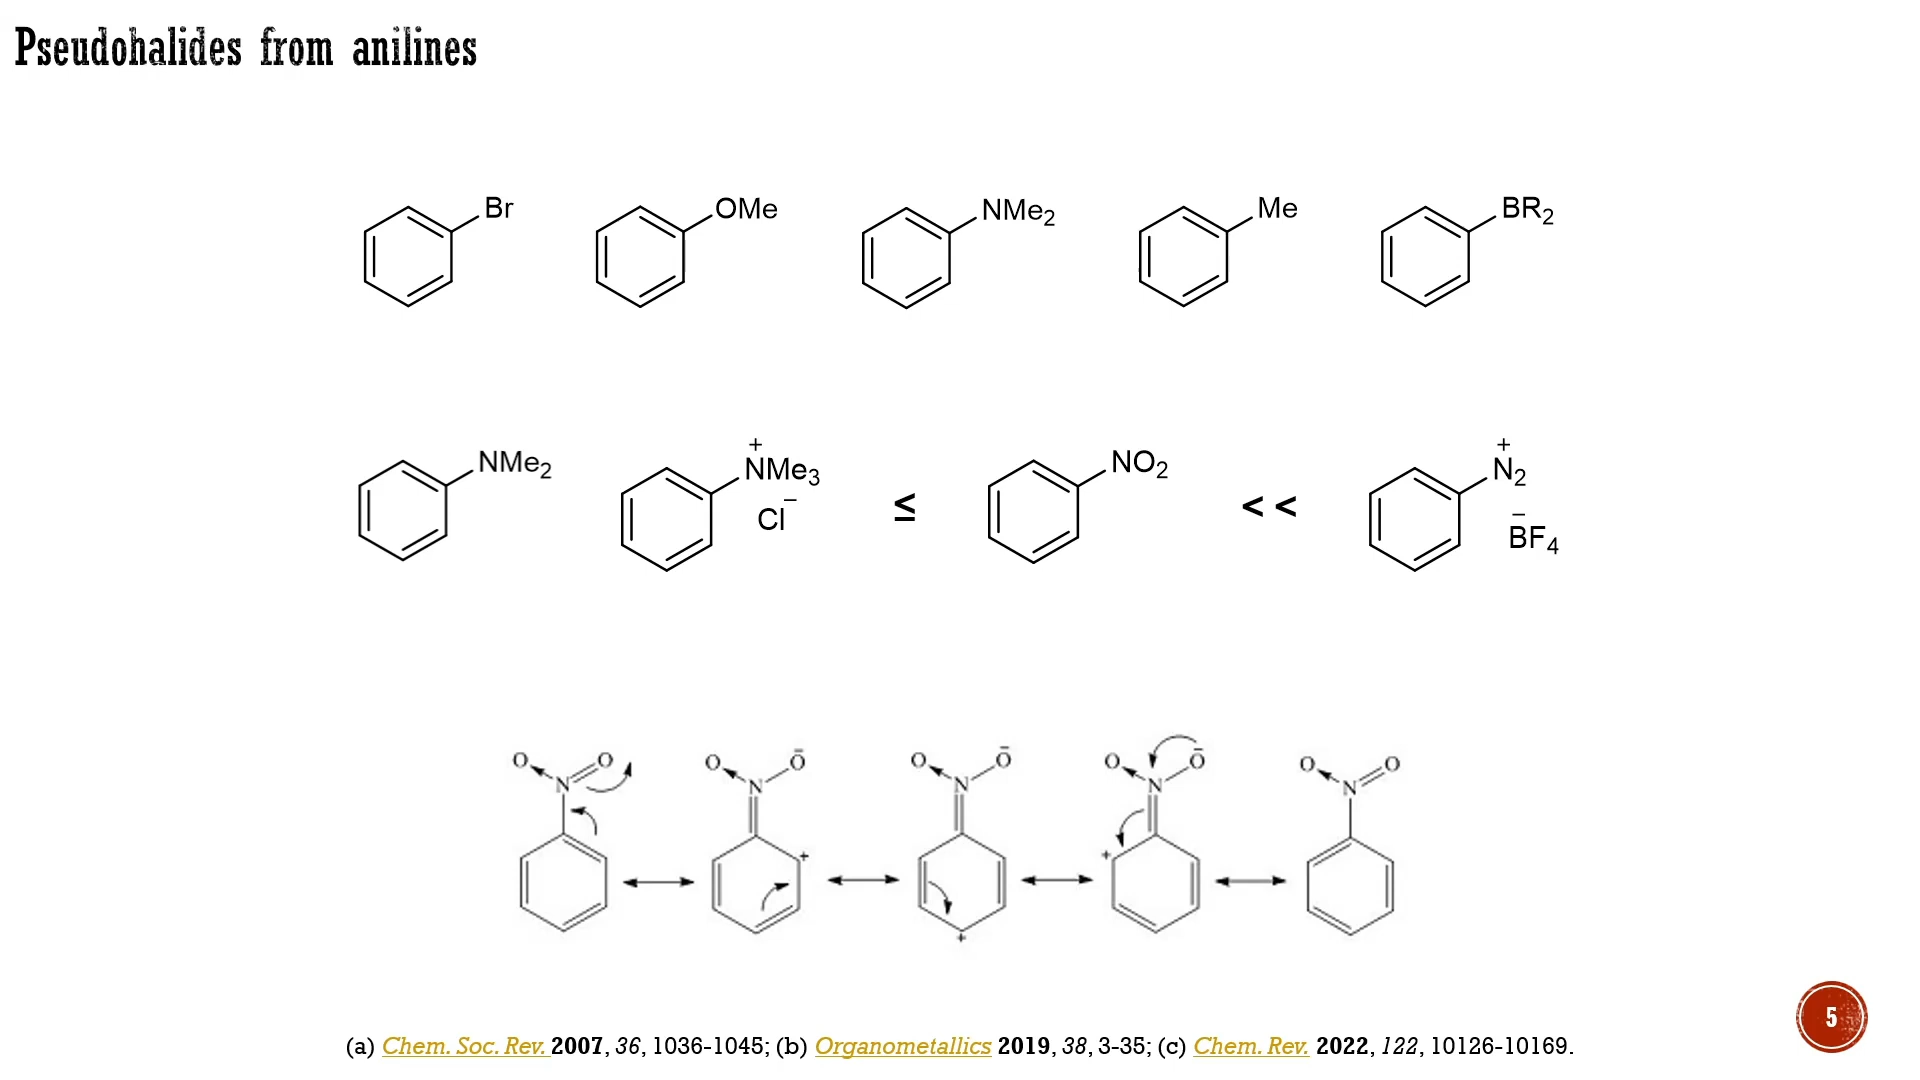 Pseudohalides from anilines
Br OMe NMe2 Me BR2
NMe2 +NMe3 Cl− ≤ NO2 << +N2 −BF4
O N O O N O− O N O− O N O− O N O
+ + +
5
(a) Chem. Soc. Rev. 2007, 36, 1036-1045; (b) Organometallics 2019, 38, 3-35; (c) Chem. Rev. 2022, 122, 10126-10169.